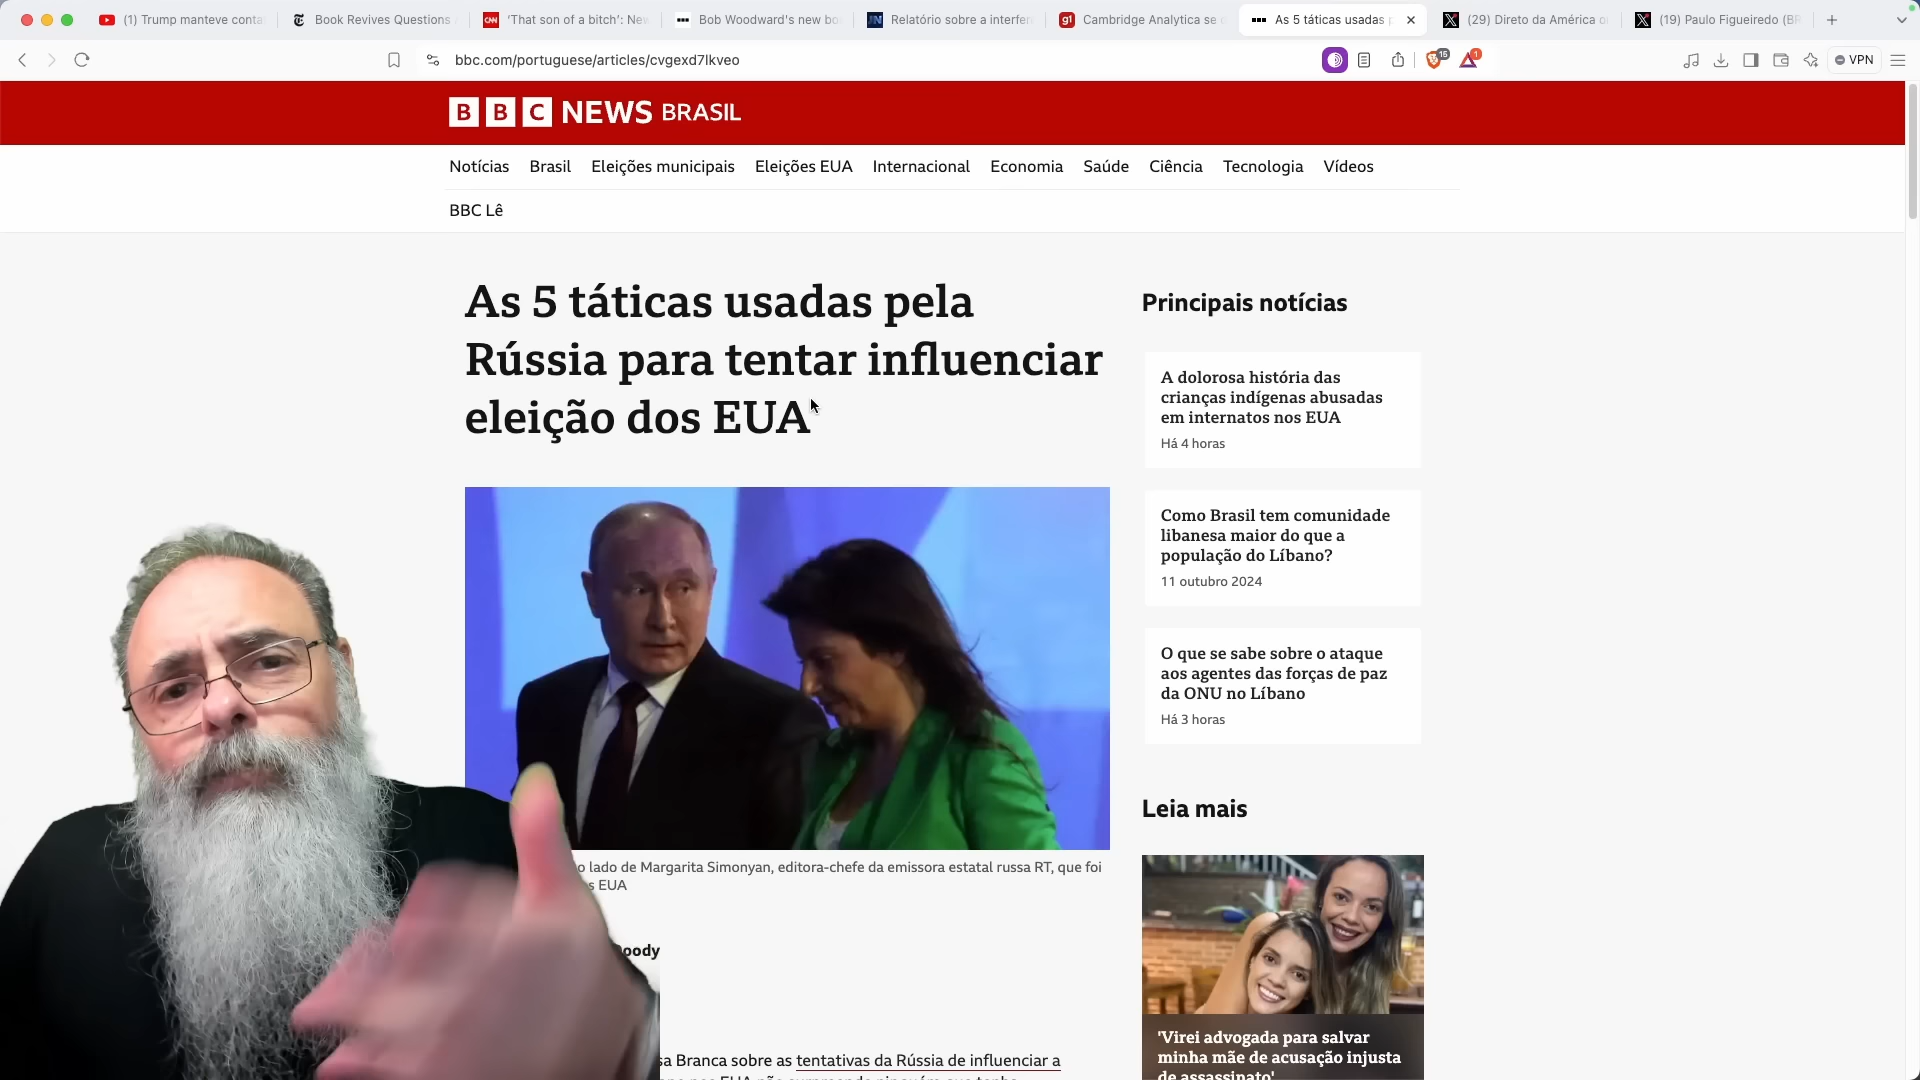 (1) Trump manteve conta
Book Revives Questions
'That son of a bitch': Ne
Bob Woodward's new bo
Relatório sobre a interfer
Cambridge Analytica se
As 5 táticas usadas
(29) Direto da América
(19) Paulo Figueiredo (BR
bbc.com/portuguese/articles/cvgexd7lkveo
15
1
VPN
BBC NEWS BRASIL
Notícias Brasil Eleições municipais Eleições EUA Internacional Economia Saúde Ciência Tecnologia Vídeos
BBC Lê
As 5 táticas usadas pela
Rússia para tentar influenciar
eleição dos EUA
o lado de Margarita Simonyan, editora-chefe da emissora estatal russa RT, que foi
s EUA
oody
sa Branca sobre as tentativas da Rússia de influenciar a
Principais notícias
A dolorosa história das
crianças indígenas abusadas
em internatos nos EUA
Há 4 horas
Como Brasil tem comunidade
libanesa maior do que a
população do Líbano?
11 outubro 2024
O que se sabe sobre o ataque
aos agentes das forças de paz
da ONU no Líbano
Há 3 horas
Leia mais
'Virei advogada para salvar
minha mãe de acusação injusta
de assassinato'